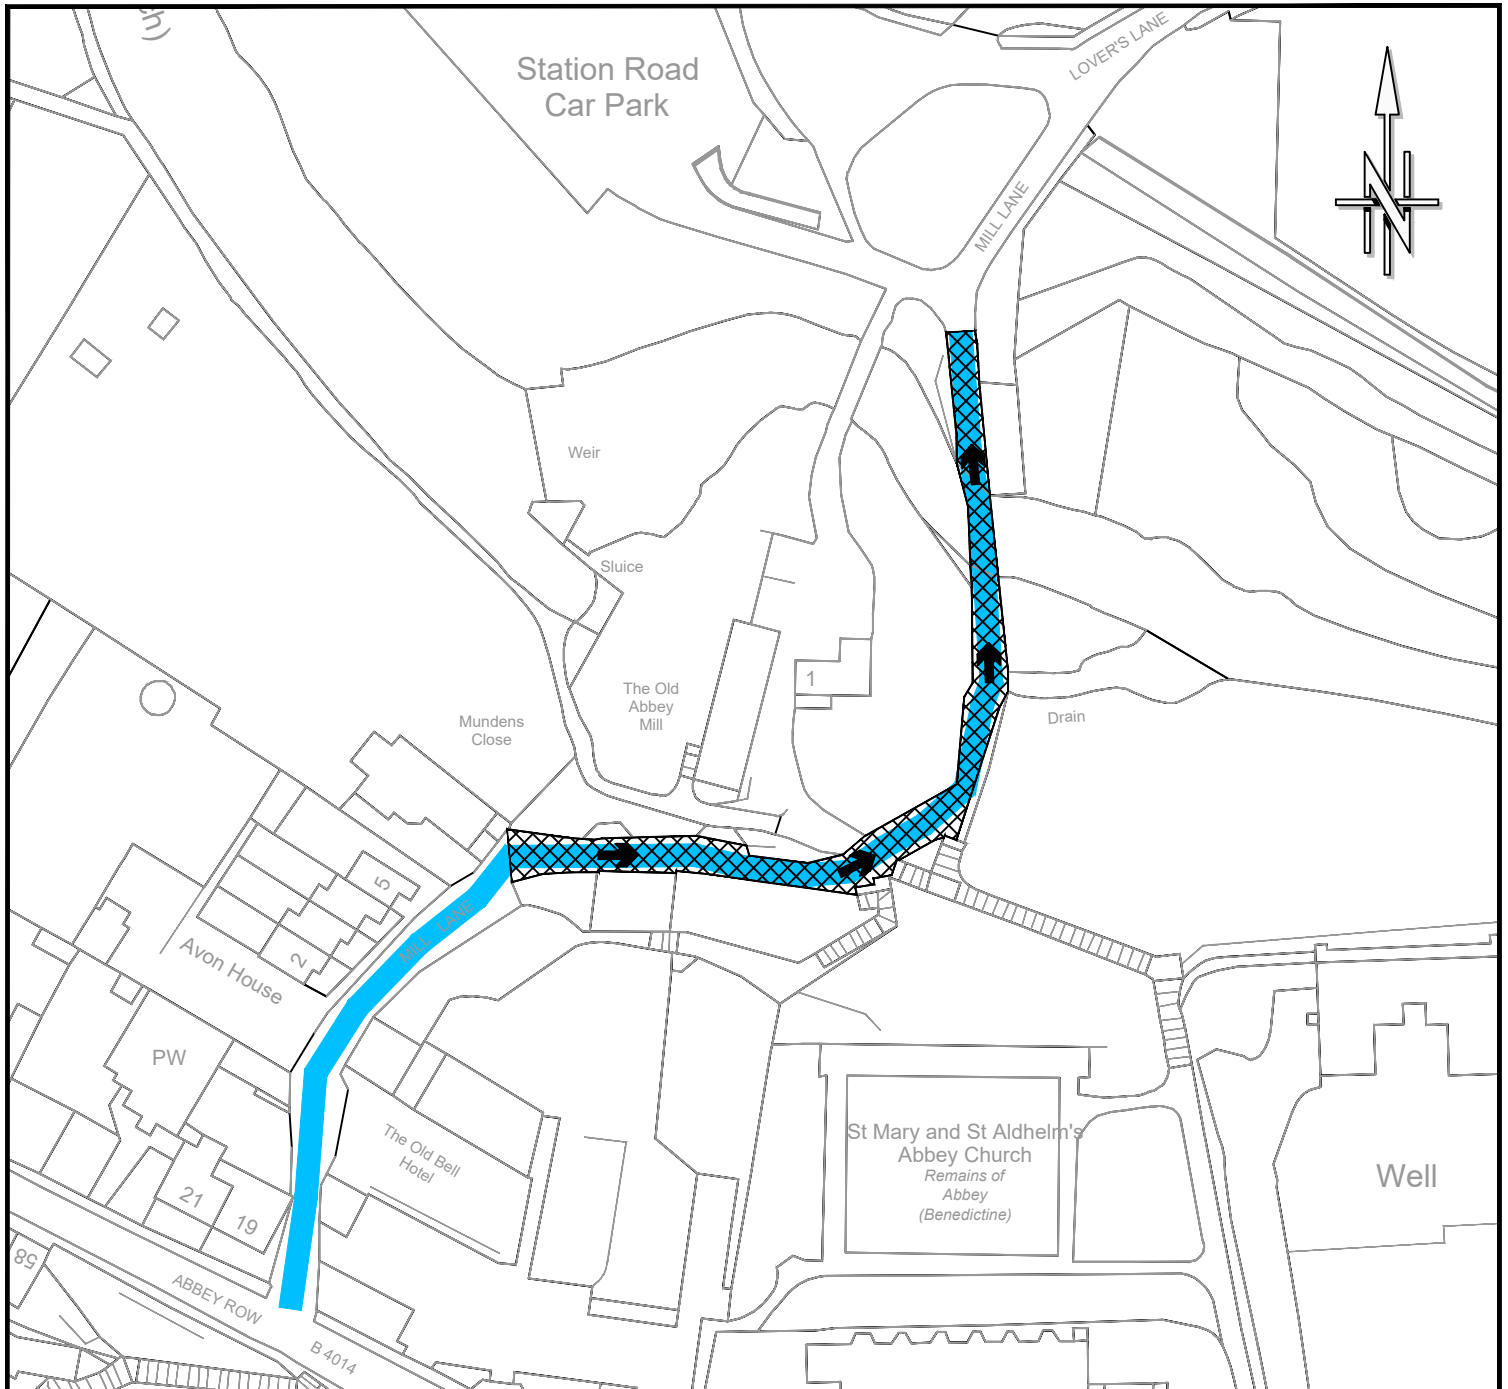 ch)
Station Road
Car Park
LOVER'S LANE
MILL LANE
N
Weir
Sluice
The Old
Abbey
Mill
1
Mundens
Close
Drain
5
2
Avon House
MILL LANE
PW
The Old Bell
Hotel
21
19
58
ABBEY ROW
B 4014
St Mary and St Aldhelm's
Abbey Church
Remains of
Abbey
(Benedictine)
Well